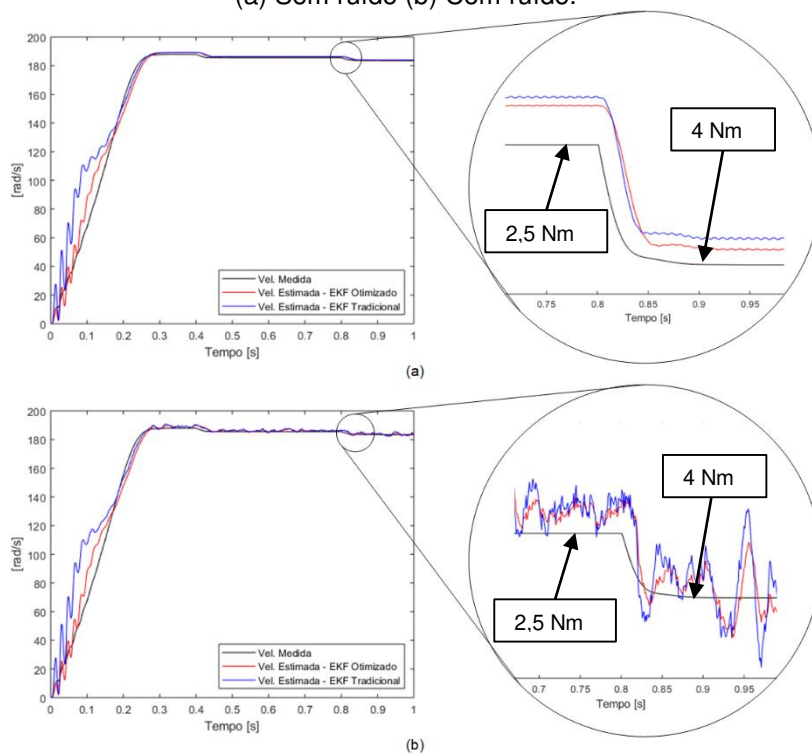 (a) Sem ruído (b) Com ruído.
[rad/s]
200
180
160
140
120
100
80
60
40
20
0
0 0.1 0.2 0.3 0.4 0.5 0.6 0.7 0.8 0.9 1
Tempo [s]
Vel. Medida
Vel. Estimada - EKF Otimizado
Vel. Estimada - EKF Tradicional
4 Nm
2,5 Nm
0.75 0.8 0.85 0.9 0.95
Tempo [s]
(a)
[rad/s]
200
180
160
140
120
100
80
60
40
20
0
0 0.1 0.2 0.3 0.4 0.5 0.6 0.7 0.8 0.9 1
Tempo [s]
Vel. Medida
Vel. Estimada - EKF Otimizado
Vel. Estimada - EKF Tradicional
4 Nm
2,5 Nm
0.7 0.75 0.8 0.85 0.9 0.95
Tempo [s]
(b)